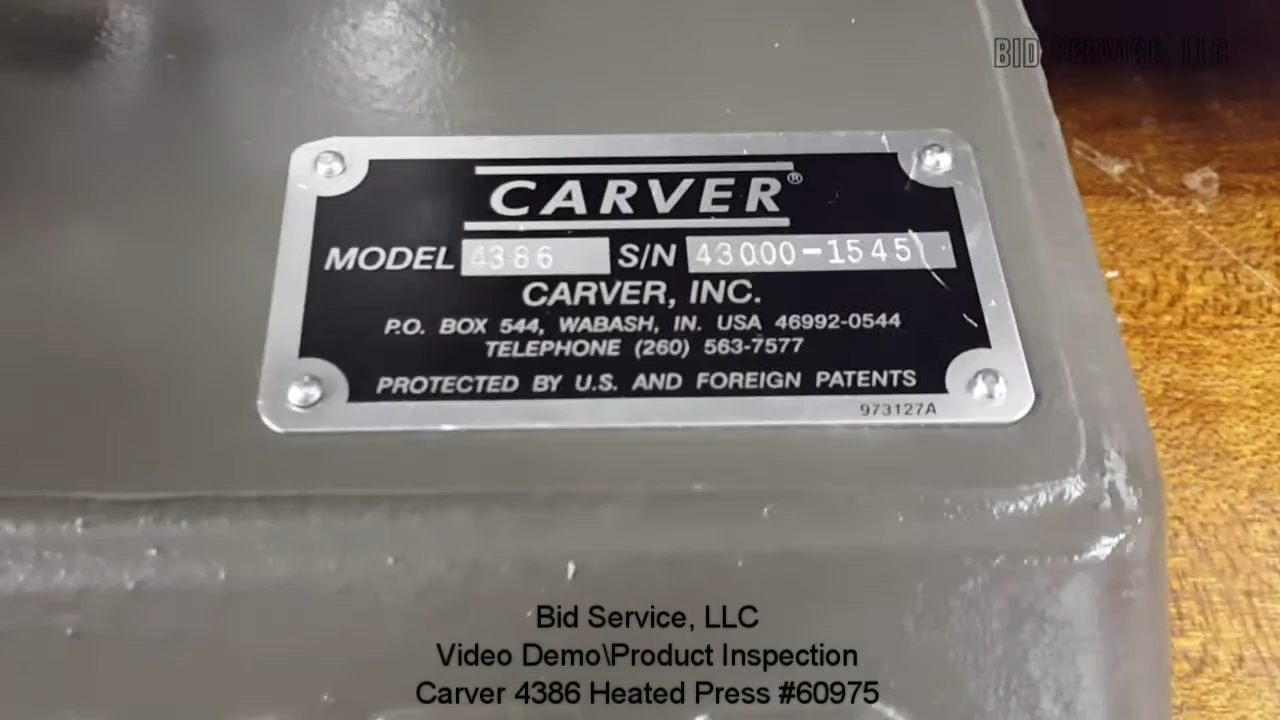 BID SERVICE, LLC
CARVER®
MODEL 4386 S/N 43000-1545
CARVER, INC.
P.O. BOX 544, WABASH, IN. USA 46992-0544
TELEPHONE (260) 563-7577
PROTECTED BY U.S. AND FOREIGN PATENTS
973127A
Bid Service, LLC
Video Demo\Product Inspection
Carver 4386 Heated Press #60975